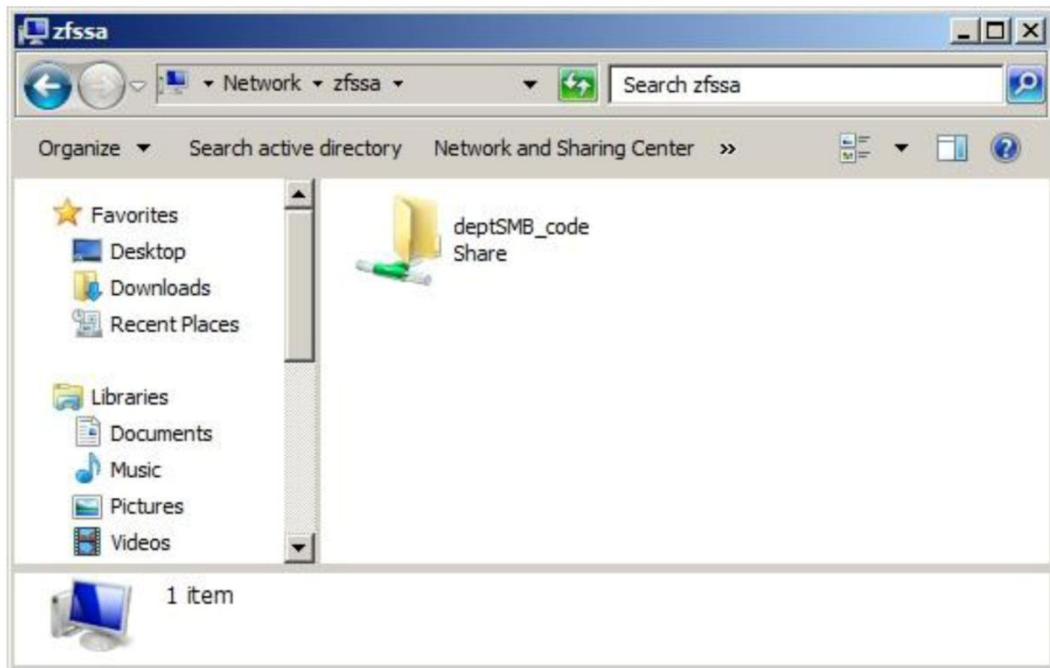 zfssa
Network zfssa
Search zfssa
Organize Search active directory Network and Sharing Center »
Favorites
Desktop
Downloads
Recent Places
Libraries
Documents
Music
Pictures
Videos
deptSMB_code
Share
1 item